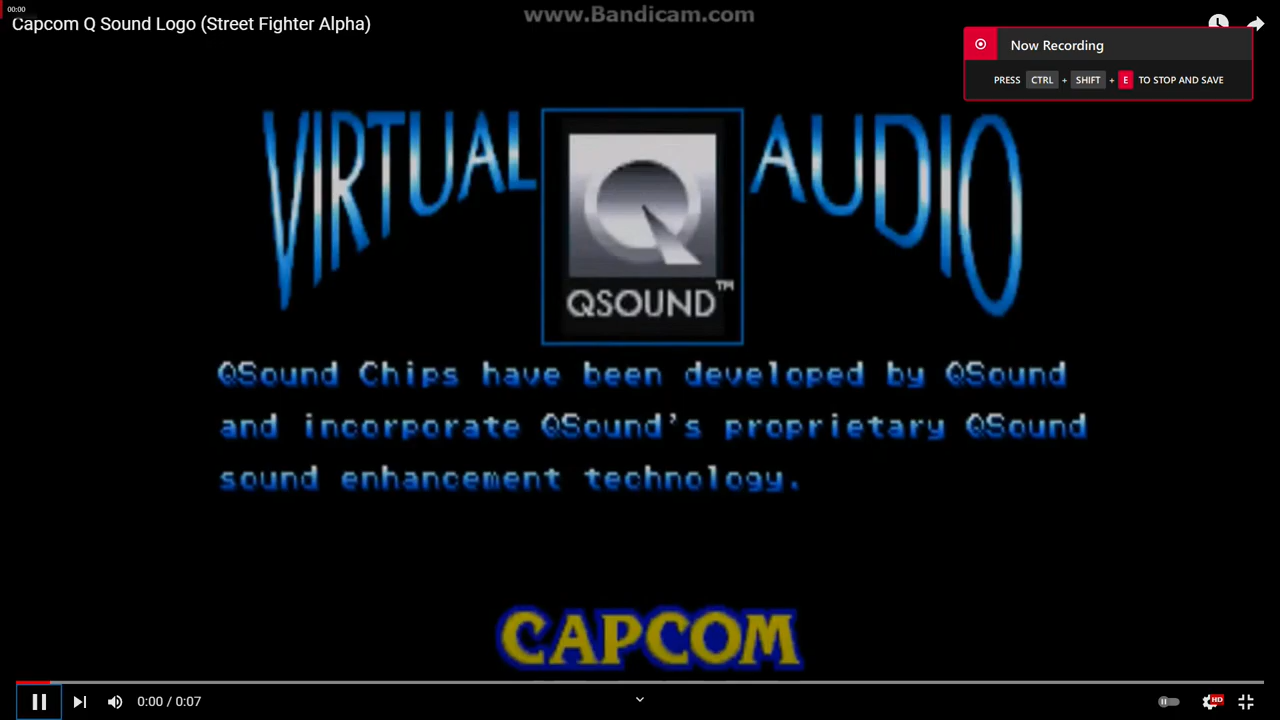 00:00
www.Bandicam.com
Capcom Q Sound Logo (Street Fighter Alpha)
Now Recording
PRESS CTRL + SHIFT + E TO STOP AND SAVE
VIRTUAL AUDIO
QSOUND™
QSound Chips have been developed by QSound
and incorporate QSound's proprietary QSound
sound enhancement technology.
CAPCOM
0:00 / 0:07
HD